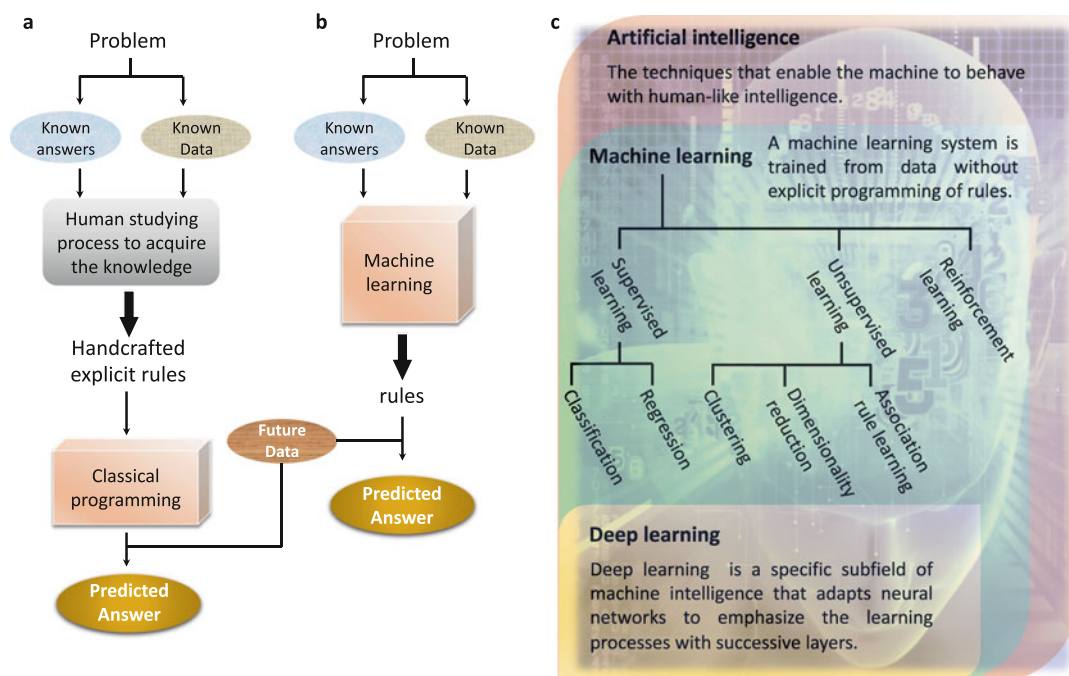 a
Problem
Known
answers
Known
Data
Human studying
process to acquire
the knowledge
Handcrafted
explicit rules
Classical
programming
Predicted
Answer
b
Problem
Known
answers
Known
Data
Machine
learning
rules
Future
Data
Predicted
Answer
c
Artificial intelligence
The techniques that enable the machine to behave
with human-like intelligence.
Machine learning
A machine learning system is
trained from data without
explicit programming of rules.
Supervised
learning
Unsupervised
learning
Reinforcement
learning
Classification
Regression
Clustering
Dimensionality
reduction
Association
rule learning
Deep learning
Deep learning is a specific subfield of
machine intelligence that adapts neural
networks to emphasize the learning
processes with successive layers.